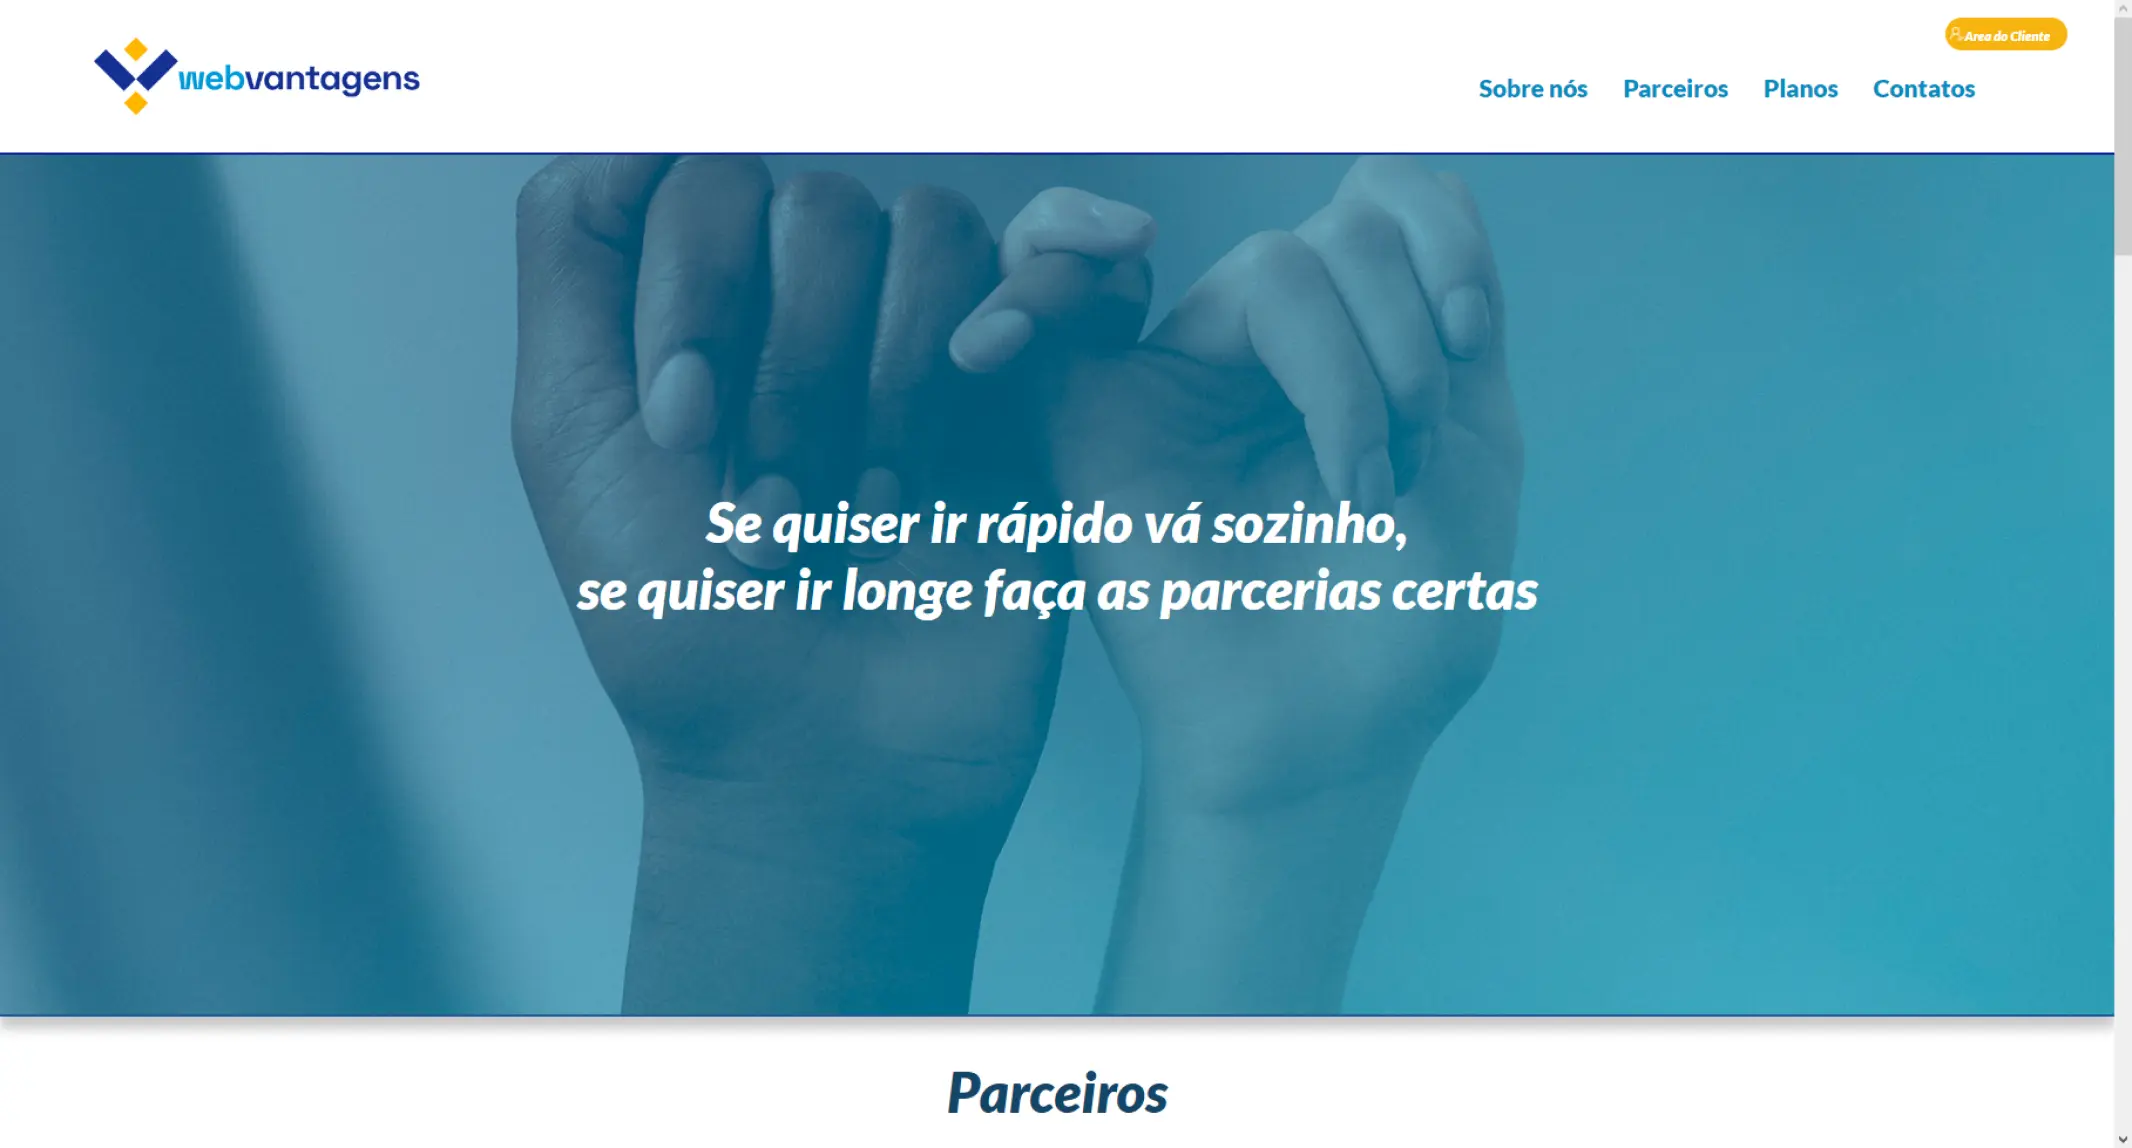 webvantagens
Area do Cliente
Sobre nós Parceiros Planos Contatos
Se quiser ir rápido vá sozinho,
se quiser ir longe faça as parcerias certas
Parceiros